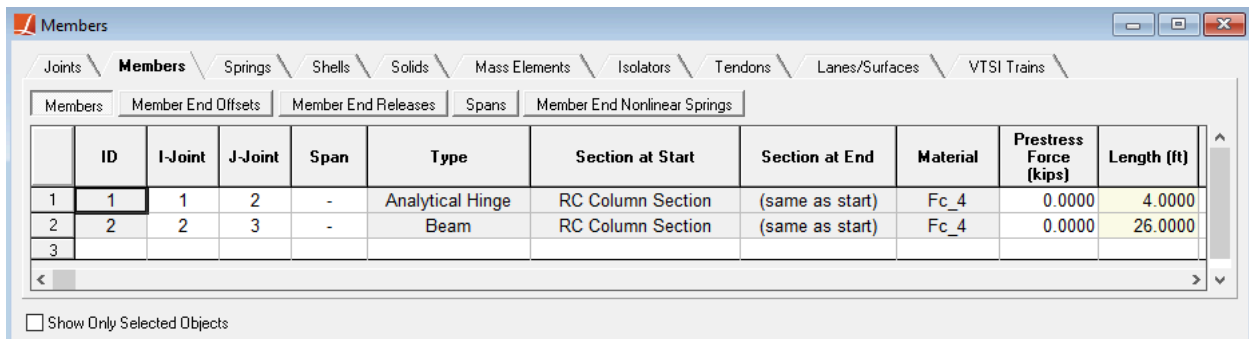 Members
Joints Members Springs Shells Solids Mass Elements Isolators Tendons Lanes/Surfaces VTSI Trains
Members Member End Offsets Member End Releases Spans Member End Nonlinear Springs
ID I-Joint J-Joint Span Type Section at Start Section at End Material Prestress Force (kips) Length (ft)
1 1 1 2 - Analytical Hinge RC Column Section (same as start) Fc_4 0.0000 4.0000
2 2 2 3 - Beam RC Column Section (same as start) Fc_4 0.0000 26.0000
3
Show Only Selected Objects